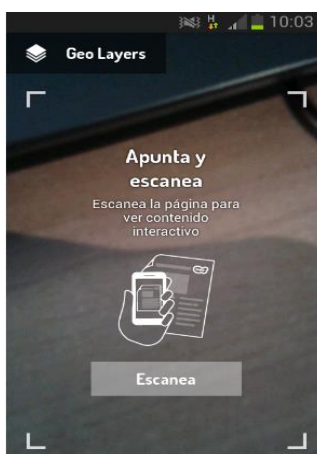 H
10:03
Geo Layers
Apunta y
escanea
Escanea la página para
ver contenido
interactivo
Escanea